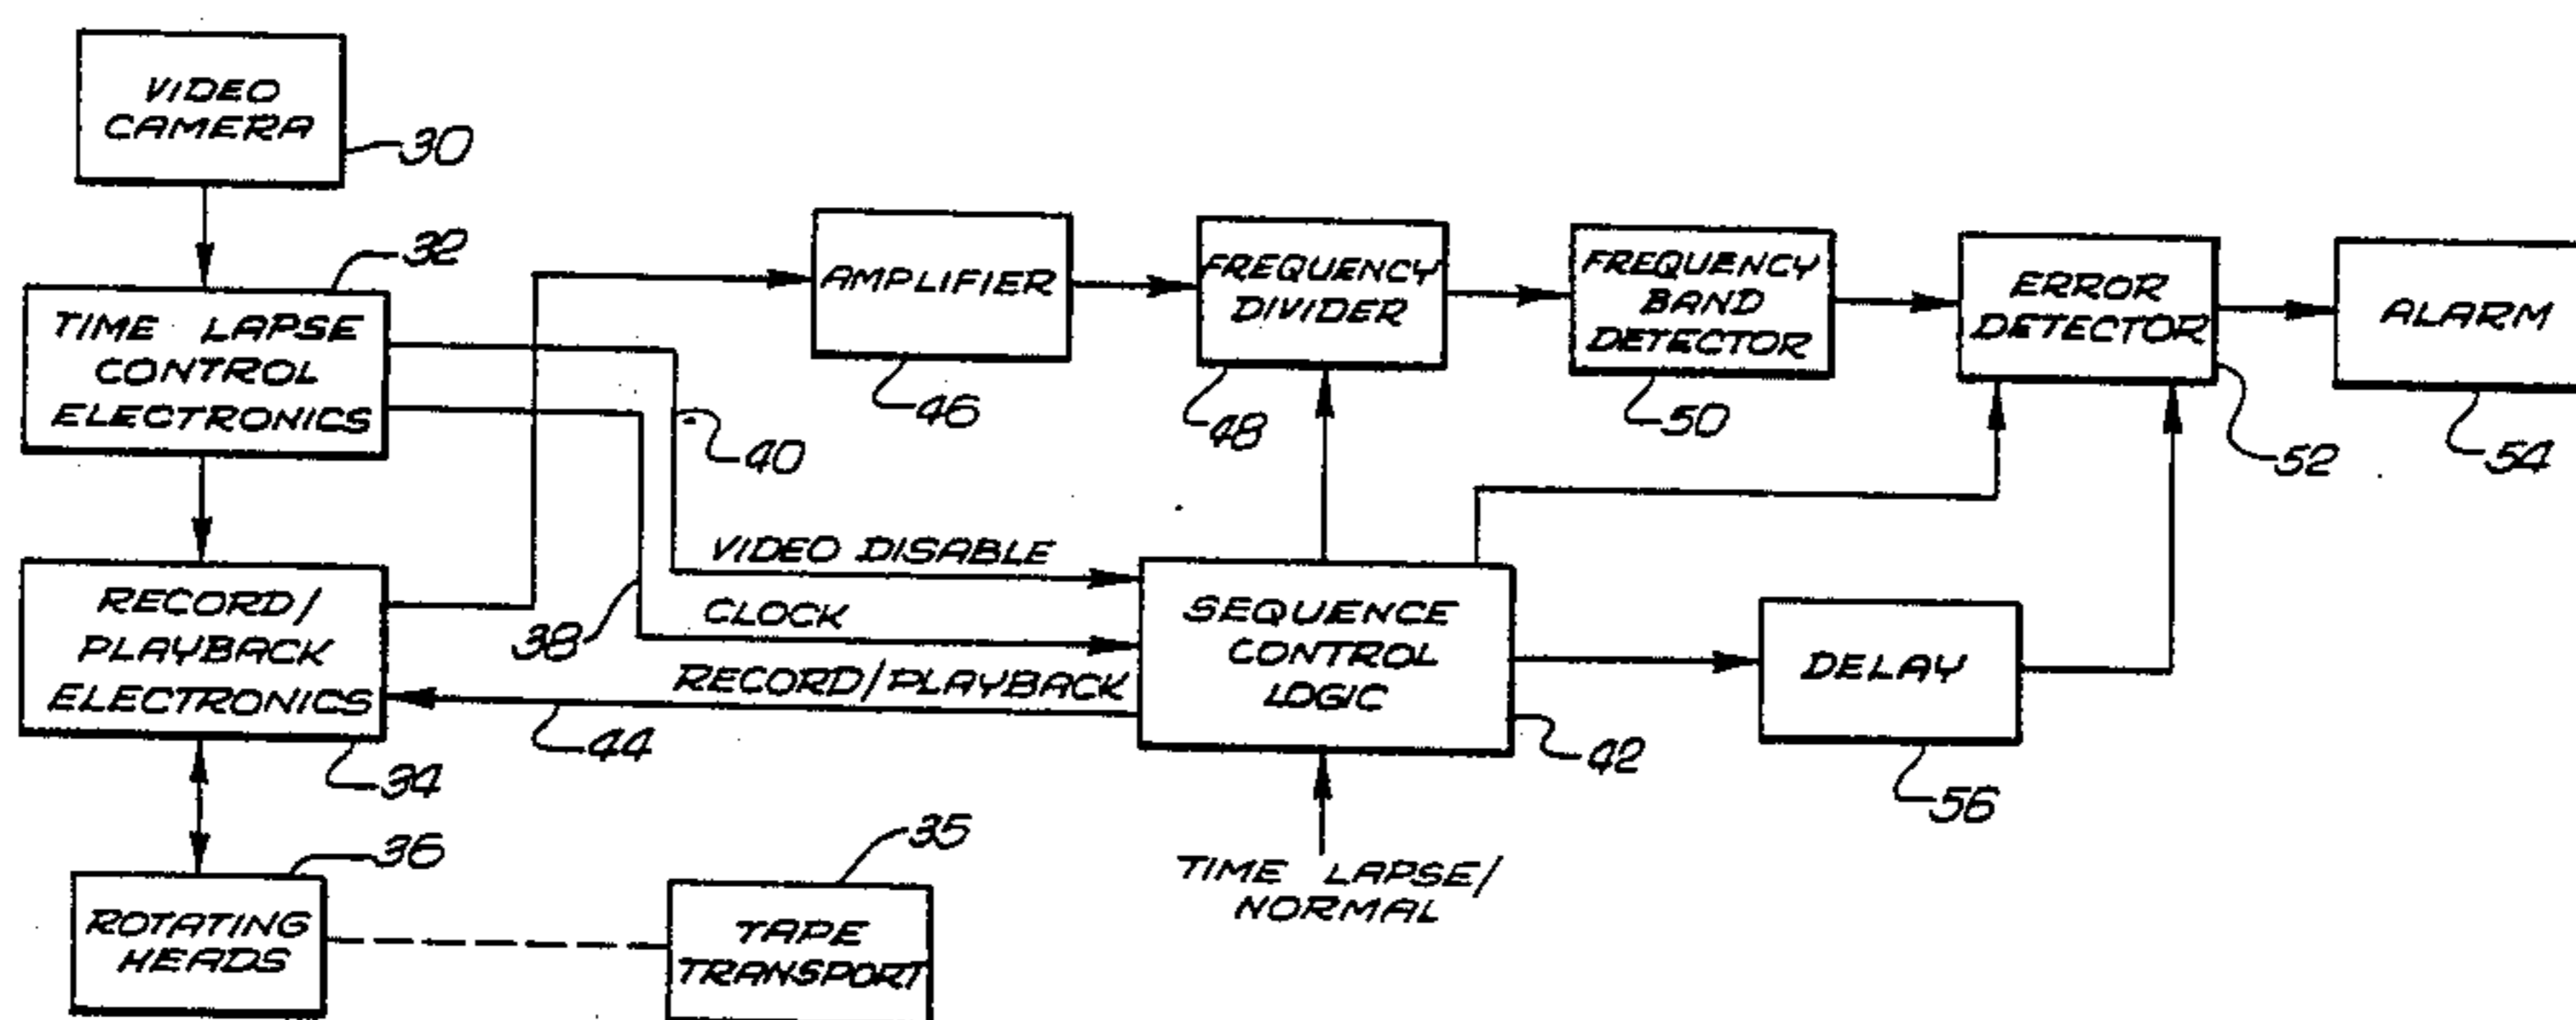 VIDEO
CAMERA
30
TIME LAPSE
CONTROL
ELECTRONICS
32
40
38
RECORD/
PLAYBACK
ELECTRONICS
34
ROTATING
HEADS
36
TAPE
TRANSPORT
35
AMPLIFIER
46
FREQUENCY
DIVIDER
48
FREQUENCY
BAND
DETECTOR
50
ERROR
DETECTOR
52
ALARM
54
VIDEO DISABLE
CLOCK
RECORD/PLAYBACK
44
SEQUENCE
CONTROL
LOGIC
42
DELAY
56
TIME LAPSE/
NORMAL